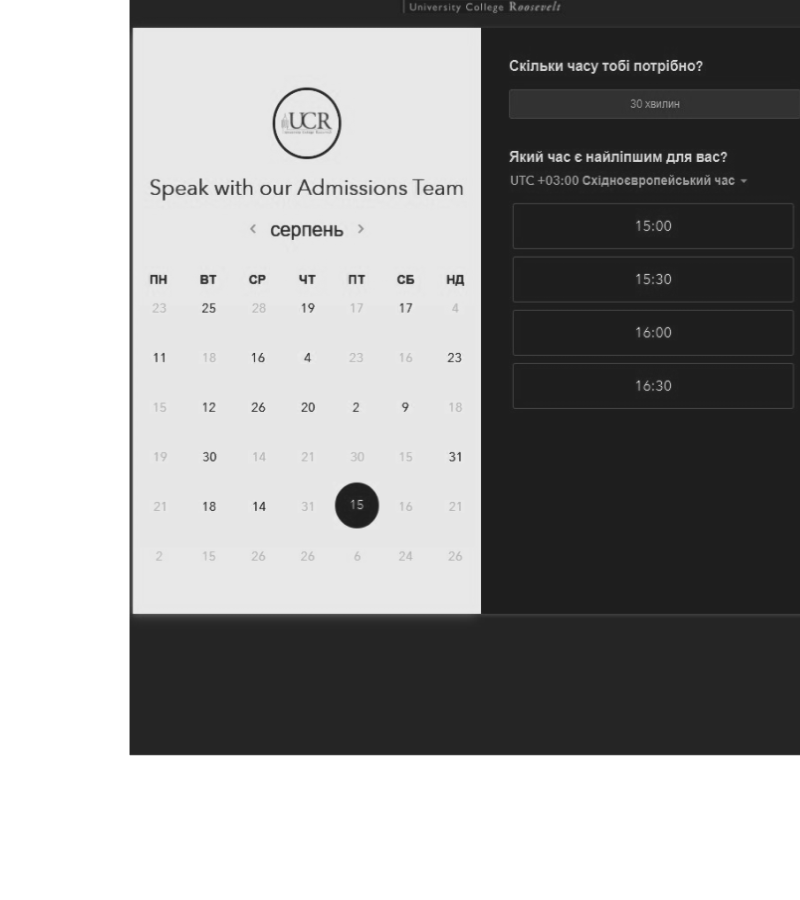 University College Roosevelt
UCR
Speak with our Admissions Team
‹ серпень ›
ПН ВТ СР ЧТ ПТ СБ НД
23 25 28 19 17 17 4
11 18 16 4 23 16 23
15 12 26 20 2 9 18
19 30 14 21 30 15 31
21 18 14 31 15 16 21
2 15 26 26 6 24 26
Скільки часу тобі потрібно?
30 хвилин
Який час є найліпшим для вас?
UTC +03:00 Східноєвропейський час
15:00
15:30
16:00
16:30